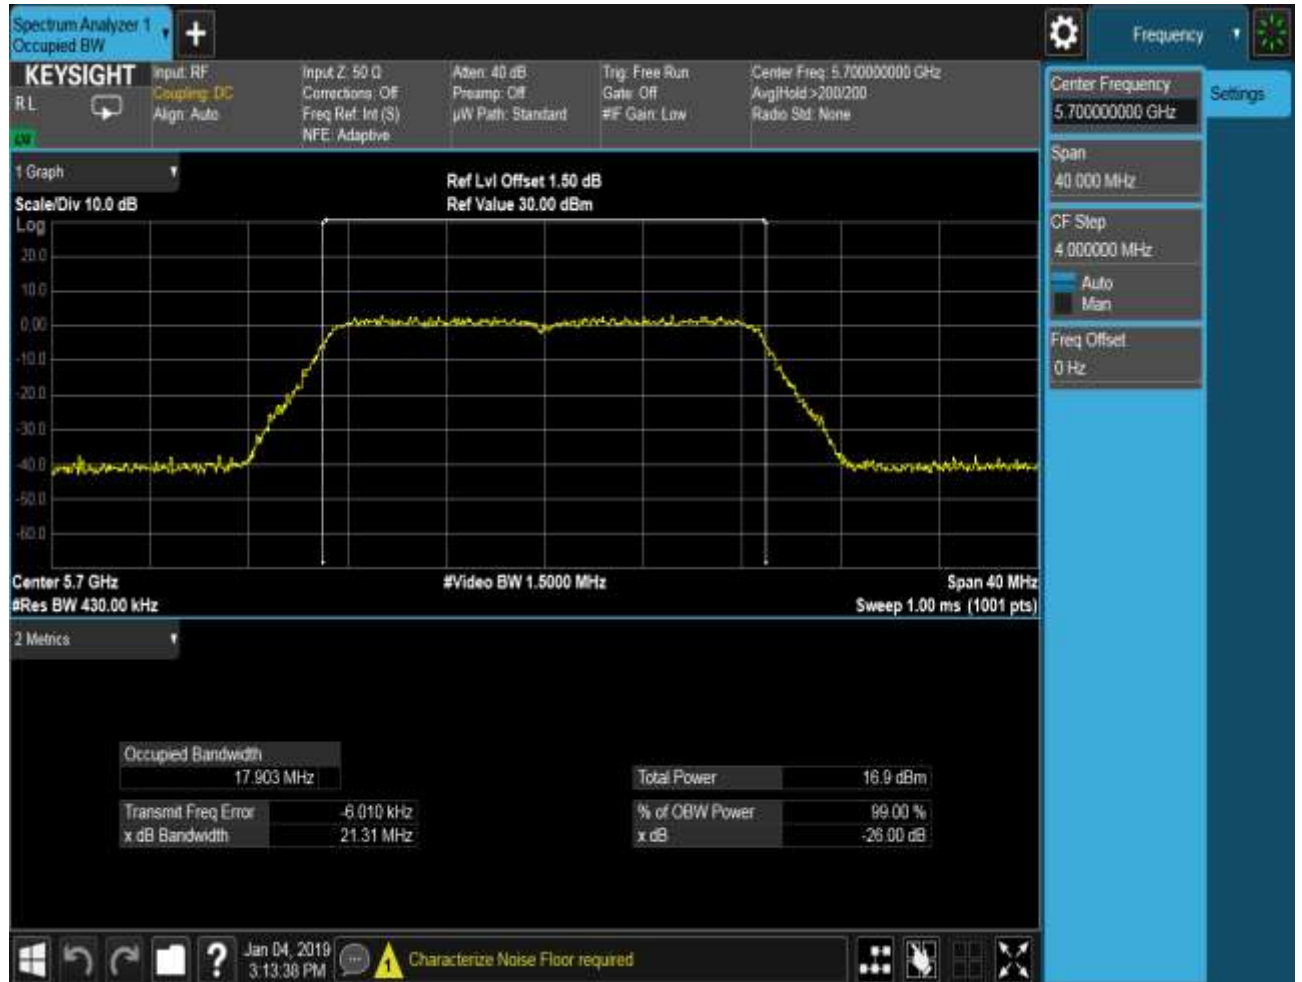 Spectrum Analyzer 1
Occupied BW
Frequency
KEYSIGHT
R L
Input: RF
Coupling: DC
Align: Auto
Input Z: 50 Ω
Corrections: Off
Freq Ref: Int (S)
NFE: Adaptive
Atten: 40 dB
Preamp: Off
µW Path: Standard
Trig: Free Run
Gate: Off
#IF Gain: Low
Center Freq: 5.700000000 GHz
Avg|Hold:>200/200
Radio Std: None
Center Frequency
5.700000000 GHz
Settings
Span
40.000 MHz
CF Step
4.000000 MHz
Auto
Man
Freq Offset
0 Hz
1 Graph
Scale/Div 10.0 dB
Ref Lvl Offset 1.50 dB
Ref Value 30.00 dBm
Log
20.0
10.0
0.00
-10.0
-20.0
-30.0
-40.0
-50.0
-60.0
Center 5.7 GHz
#Video BW 1.5000 MHz
Span 40 MHz
#Res BW 430.00 kHz
Sweep 1.00 ms (1001 pts)
2 Metrics
Occupied Bandwidth
17.903 MHz
Total Power 16.9 dBm
Transmit Freq Error -6.010 kHz
% of OBW Power 99.00 %
x dB Bandwidth 21.31 MHz
x dB -26.00 dB
?
Jan 04, 2019
3:13:38 PM
1
Characterize Noise Floor required